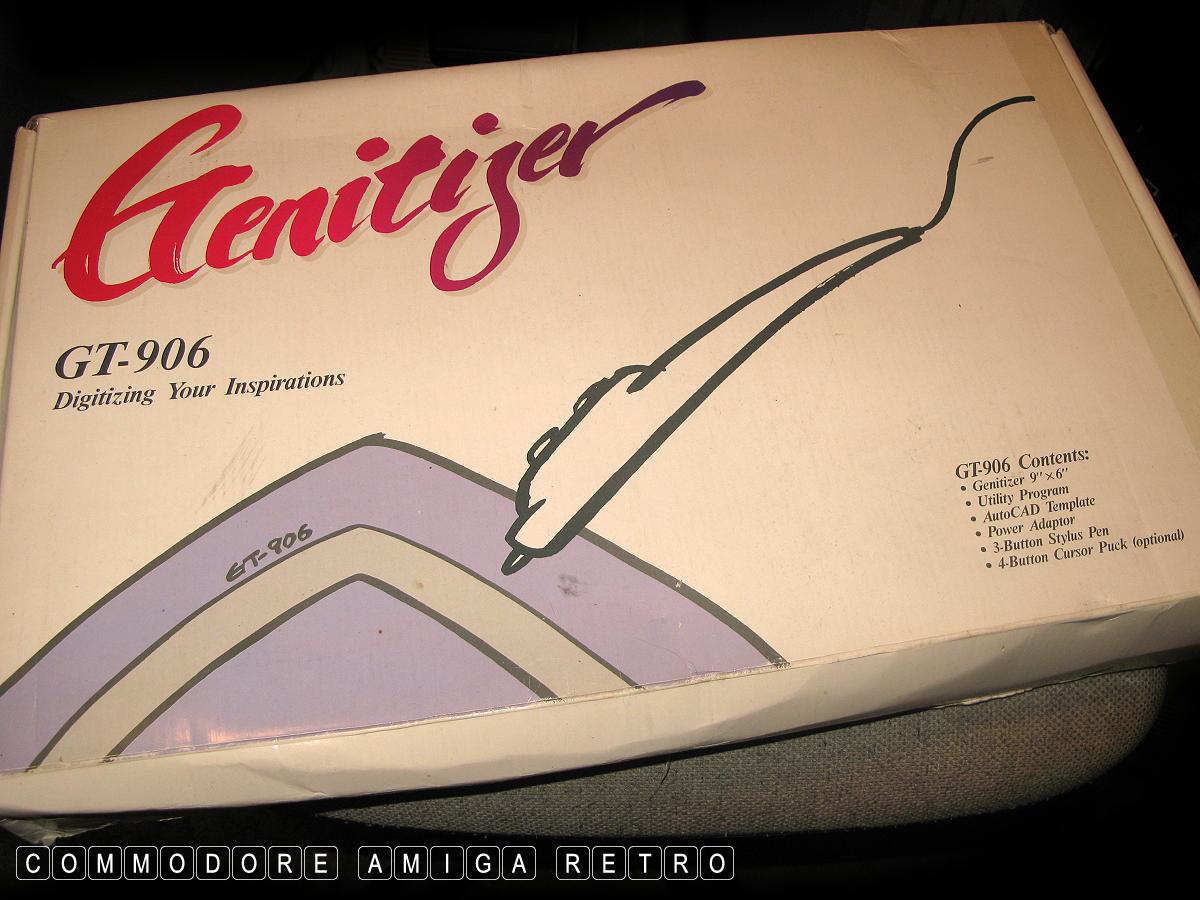 Genitizer
GT-906
Digitizing Your Inspirations
GT-906
GT-906 Contents:
• Genitizer 9"×6"
• Utility Program
• AutoCAD Template
• Power Adaptor
• 3-Button Stylus Pen
• 4-Button Cursor Puck (optional)
COMMODORE AMIGA RETRO